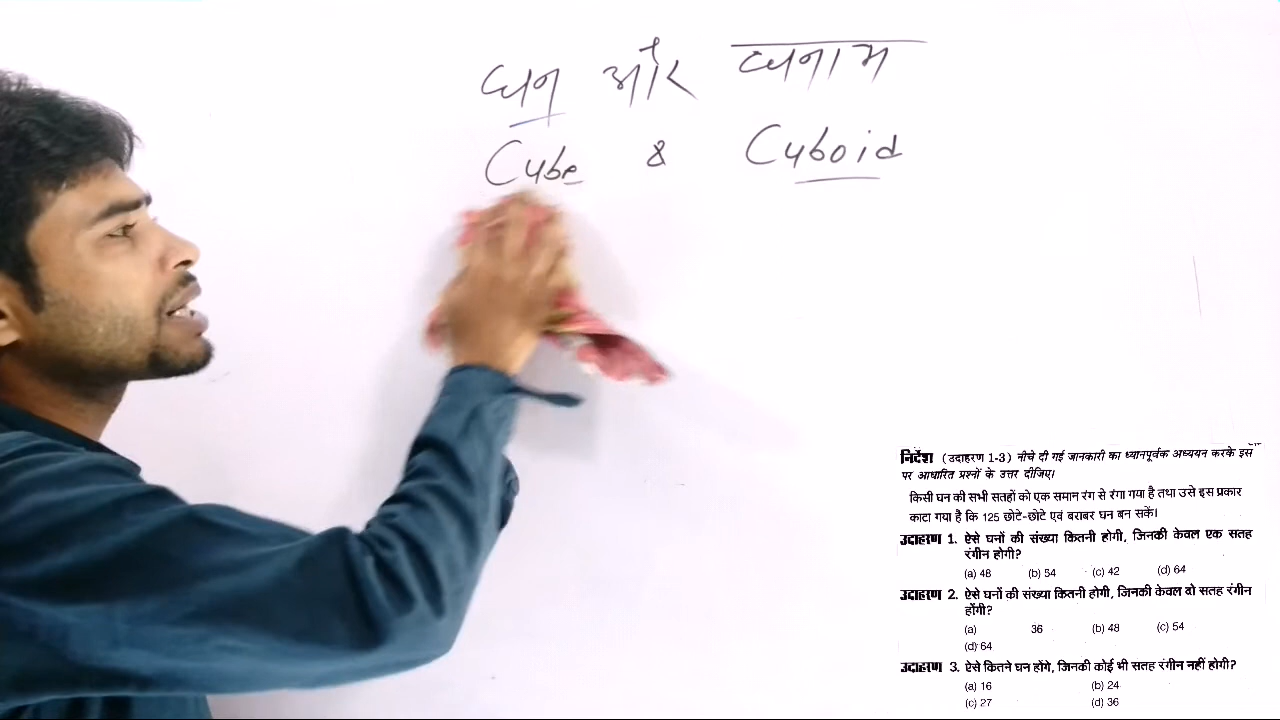 घन और घनाभ
Cube & Cuboid
निर्देश (उदाहरण 1-3) नीचे दी गई जानकारी का ध्यानपूर्वक अध्ययन करके इस
पर आधारित प्रश्नों के उत्तर दीजिए।
किसी घन की सभी सतहों को एक समान रंग से रंगा गया है तथा उसे इस प्रकार
काटा गया है कि 125 छोटे-छोटे एवं बराबर घन बन सकें।
उदाहरण 1. ऐसे घनों की संख्या कितनी होगी, जिनकी केवल एक सतह
रंगीन होगी?
(a) 48 (b) 54 (c) 42 (d) 64
उदाहरण 2. ऐसे घनों की संख्या कितनी होगी, जिनकी केवल दो सतह रंगीन
होंगी?
(a) 36 (b) 48 (c) 54
(d) 64
उदाहरण 3. ऐसे कितने घन होंगे, जिनकी कोई भी सतह रंगीन नहीं होगी?
(a) 16 (b) 24
(c) 27 (d) 36